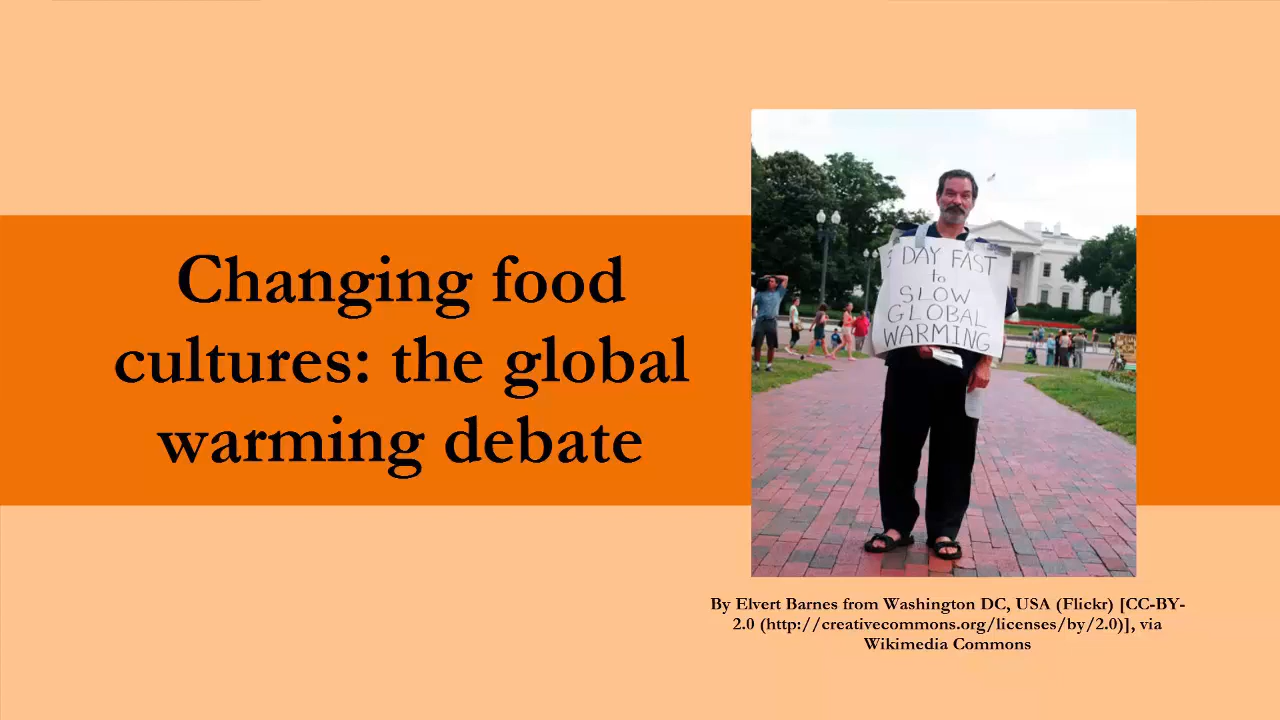 Changing food
cultures: the global
warming debate
DAY FAST
to
SLOW
GLOBAL
WARMING
By Elvert Barnes from Washington DC, USA (Flickr) [CC-BY-
2.0 (http://creativecommons.org/licenses/by/2.0)], via
Wikimedia Commons